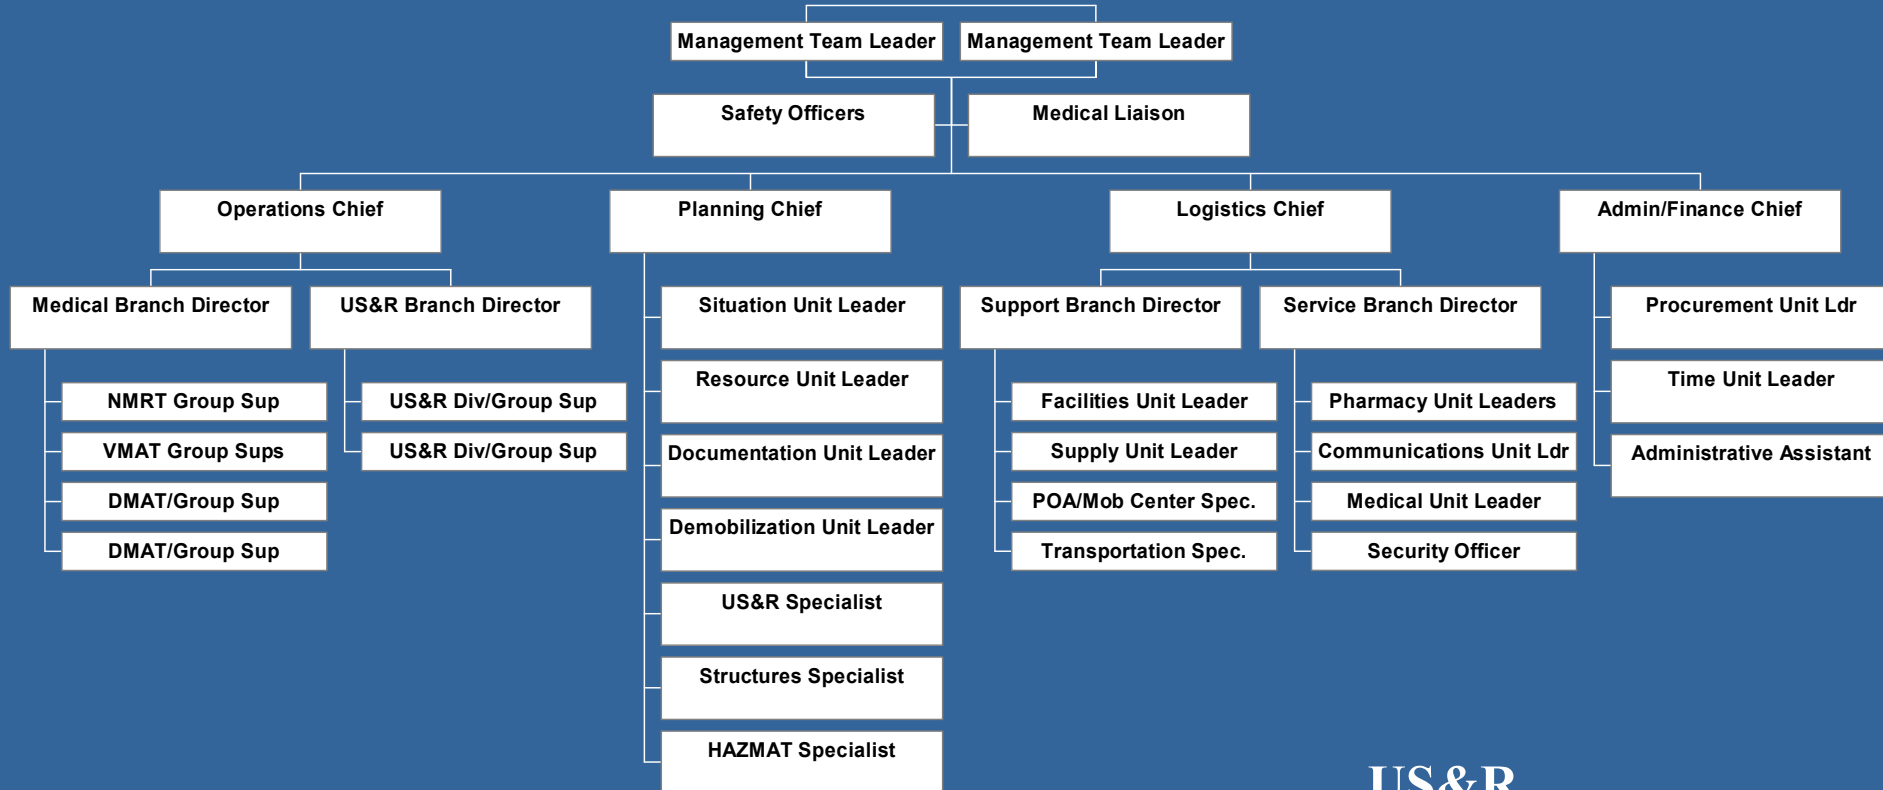 Management Team Leader
Management Team Leader
Safety Officers
Medical Liaison
Operations Chief
Planning Chief
Logistics Chief
Admin/Finance Chief
Medical Branch Director
US&R Branch Director
NMRT Group Sup
VMAT Group Sups
DMAT/Group Sup
DMAT/Group Sup
US&R Div/Group Sup
US&R Div/Group Sup
Situation Unit Leader
Resource Unit Leader
Documentation Unit Leader
Demobilization Unit Leader
US&R Specialist
Structures Specialist
HAZMAT Specialist
Support Branch Director
Service Branch Director
Facilities Unit Leader
Supply Unit Leader
POA/Mob Center Spec.
Transportation Spec.
Pharmacy Unit Leaders
Communications Unit Ldr
Medical Unit Leader
Security Officer
Procurement Unit Ldr
Time Unit Leader
Administrative Assistant
US&R